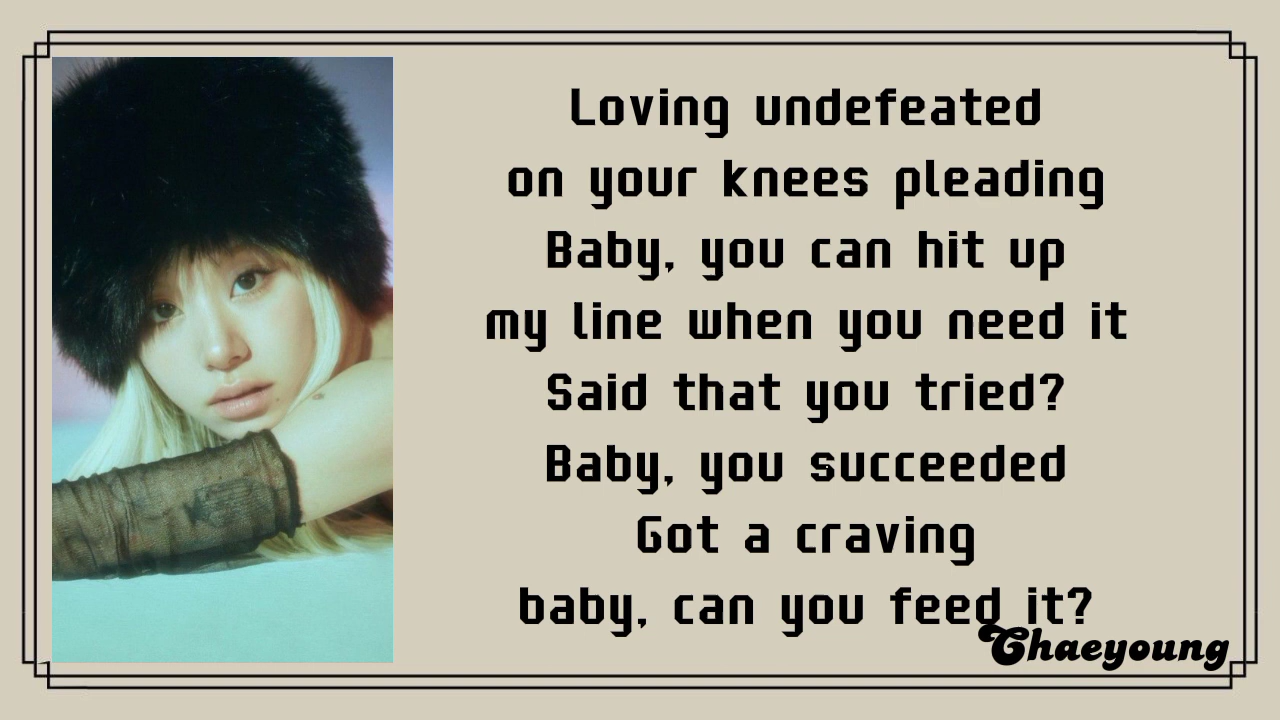 Loving undefeated
on your knees pleading
Baby, you can hit up
my line when you need it
Said that you tried?
Baby, you succeeded
Got a craving
baby, can you feed it?
Chaeyoung